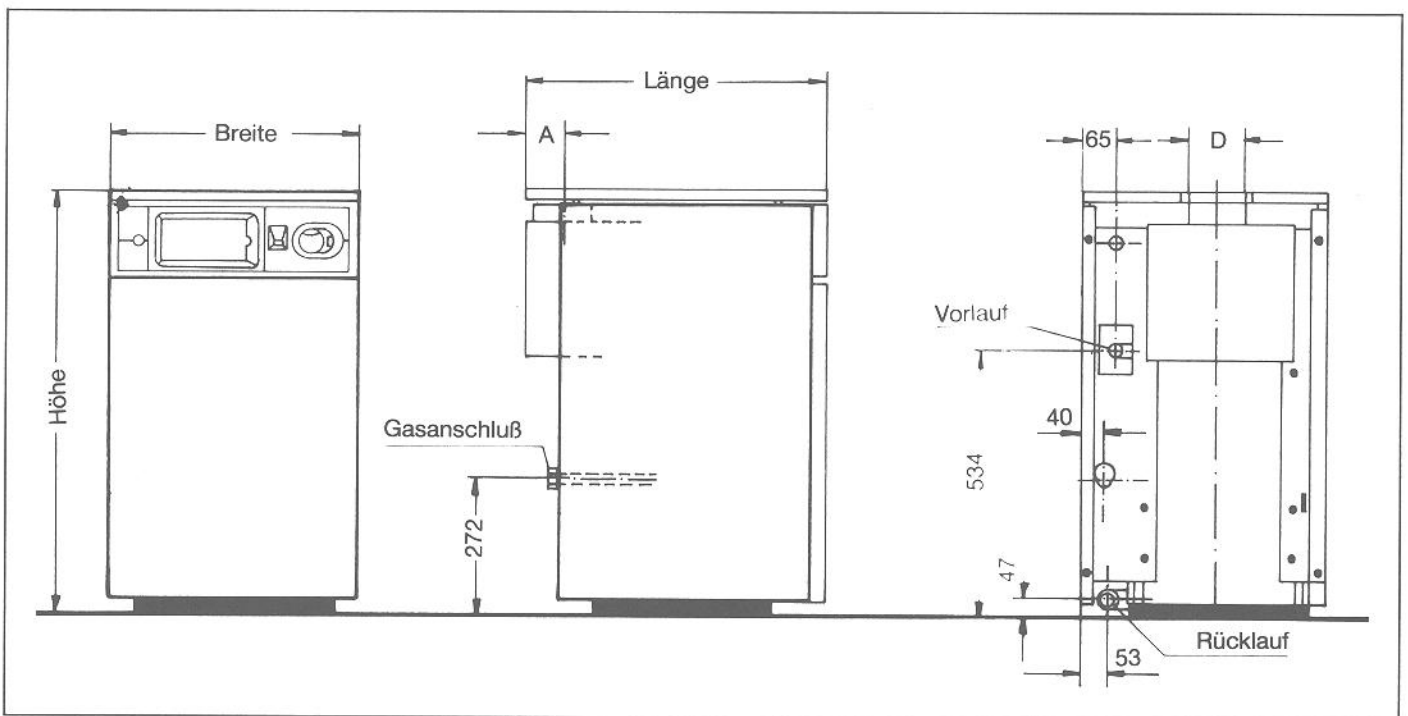 Länge
Breite
A
65
D
Höhe
Vorlauf
Gasanschluß
40
534
272
47
Rücklauf
53